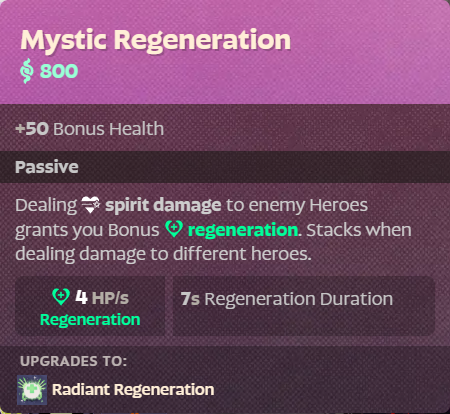 Mystic Regeneration
800
+50 Bonus Health
Passive
Dealing spirit damage to enemy Heroes
grants you Bonus regeneration. Stacks when
dealing damage to different heroes.
4 HP/s
Regeneration
7s Regeneration Duration
UPGRADES TO:
Radiant Regeneration